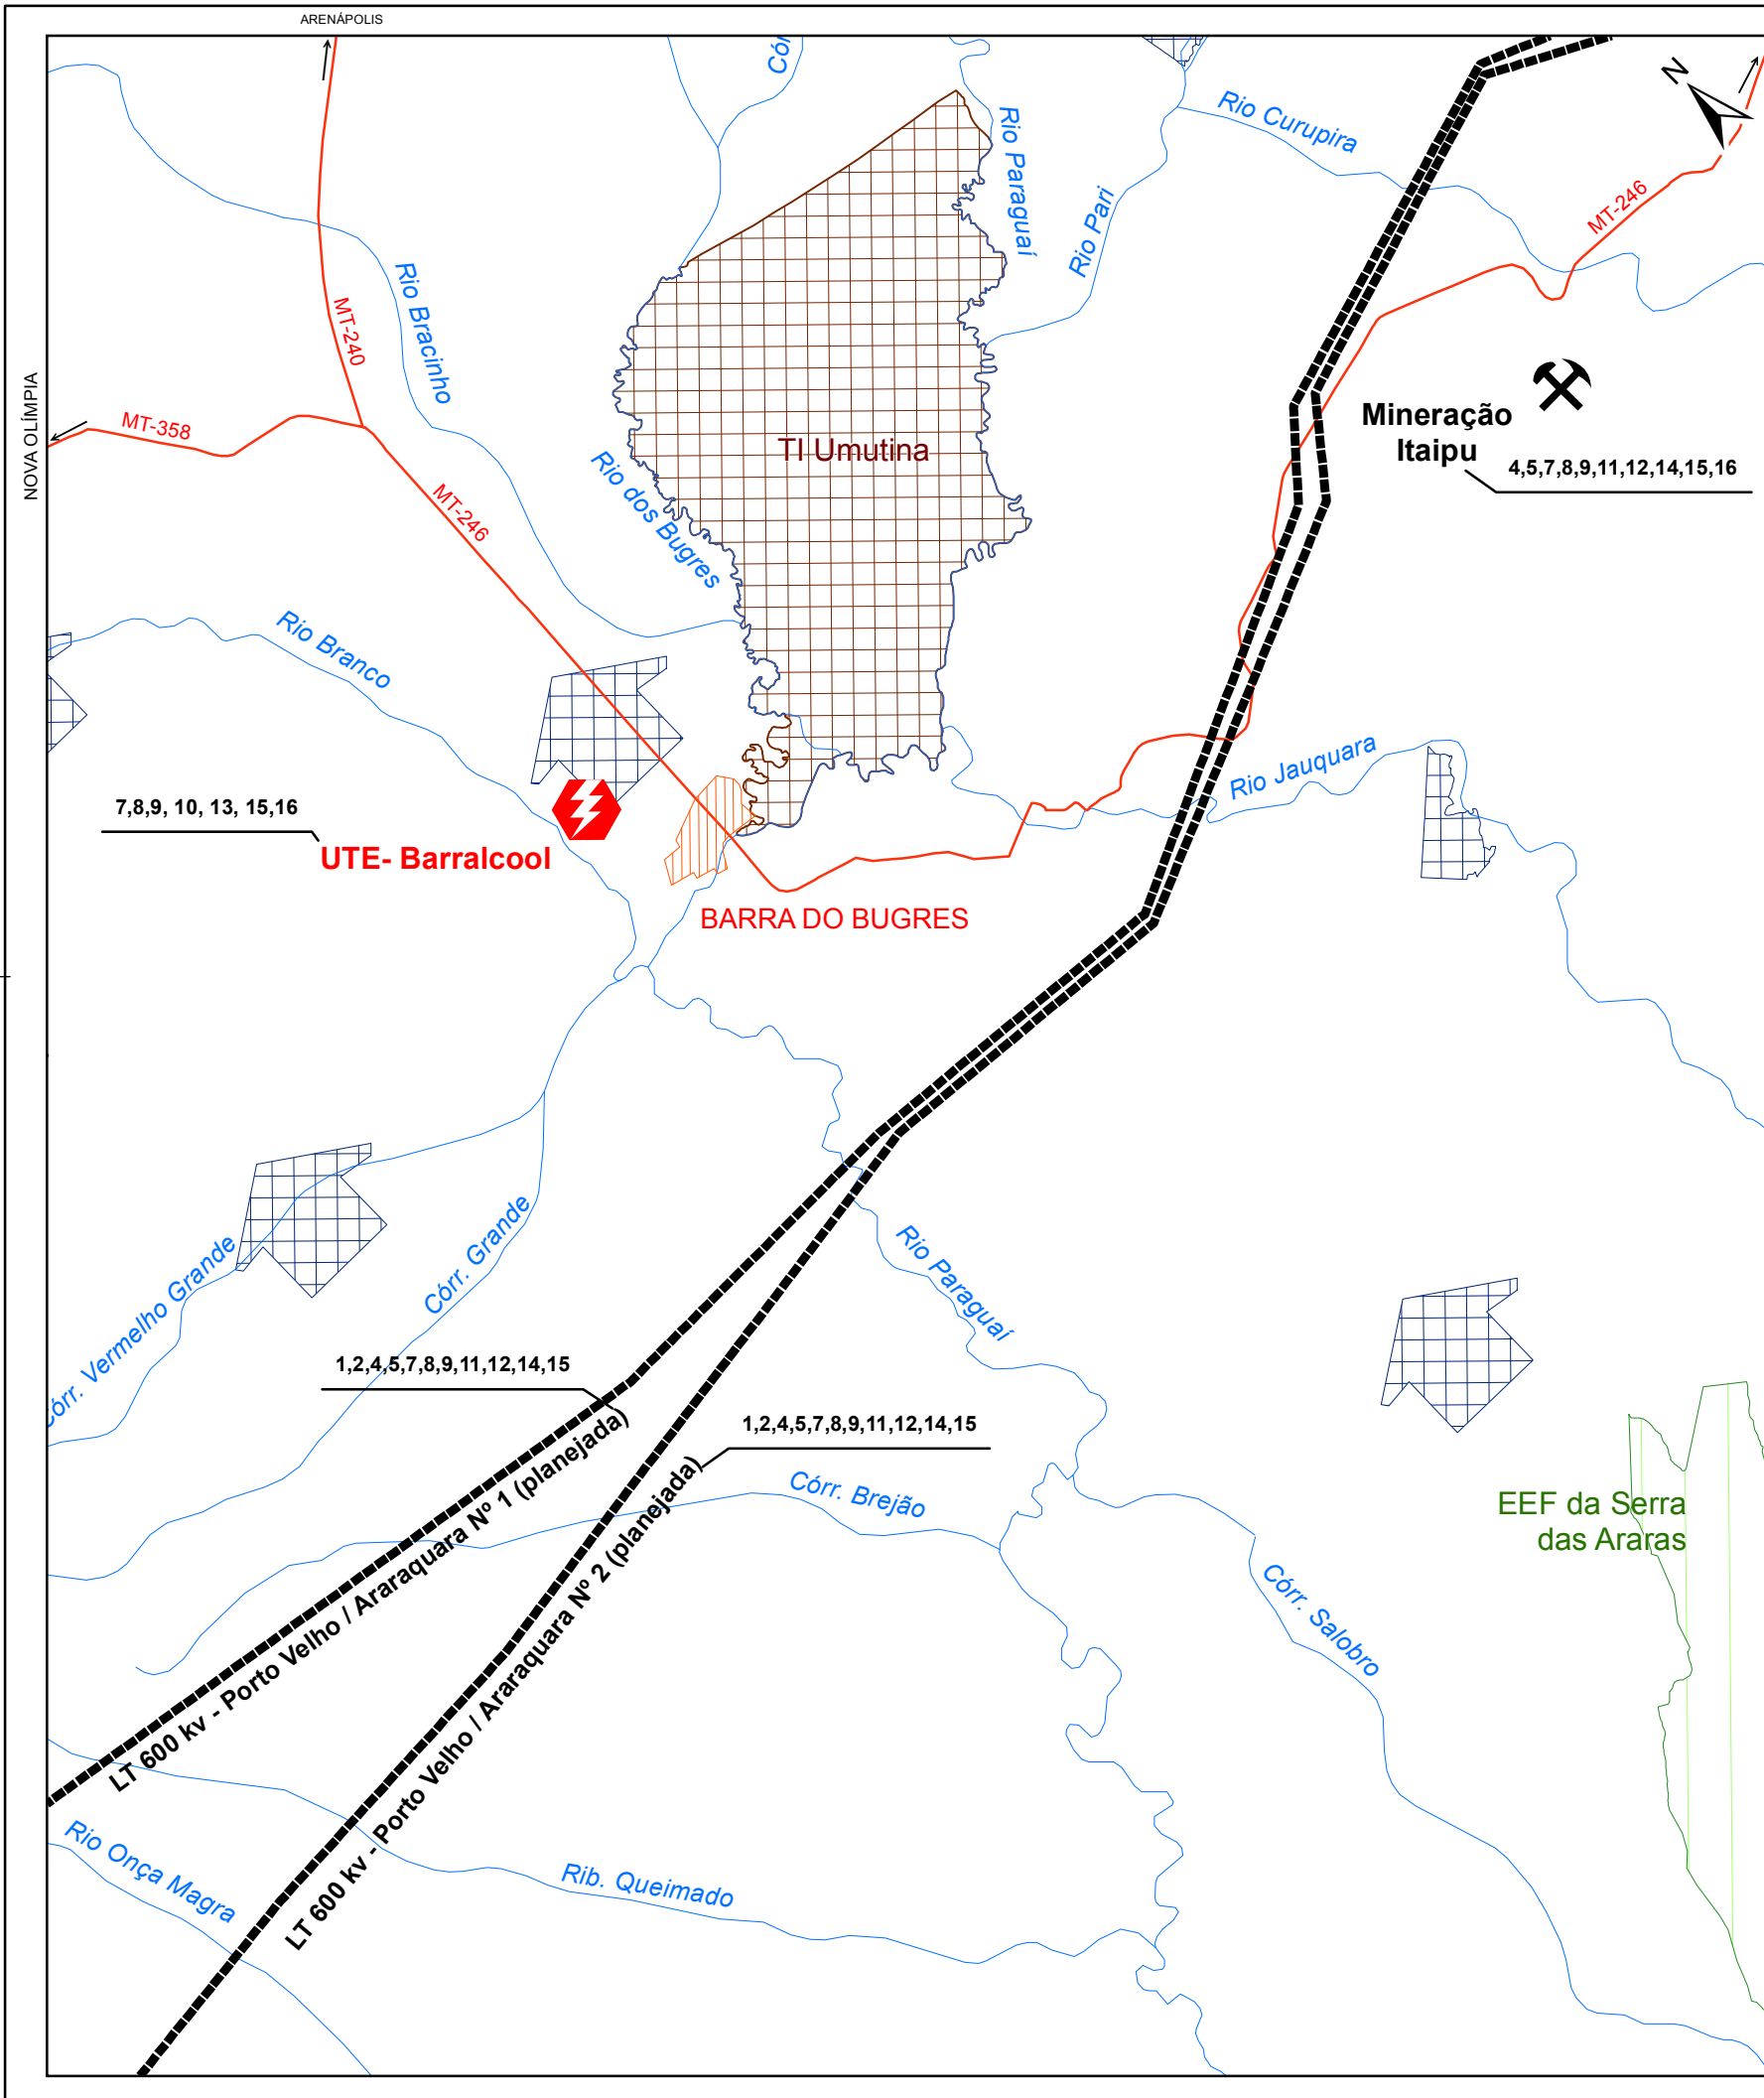 ARENÁPOLIS
Cór
Rio Paraguaí
Rio Curupira
N
MT-246
Rio Pari
Rio Bracinho
MT-240
NOVA OLÍMPIA
MT-358
Mineração
Itaipu
4,5,7,8,9,11,12,14,15,16
TI Umutina
MT-246
Rio dos Bugres
Rio Branco
Rio Jauquara
7,8,9, 10, 13, 15,16
UTE- Barralcool
BARRA DO BUGRES
Córr. Vermelho Grande
Córr. Grande
Rio Paraguaí
1,2,4,5,7,8,9,11,12,14,15
1,2,4,5,7,8,9,11,12,14,15
Córr. Brejão
EEF da Serra
das Araras
LT 600 kv - Porto Velho / Araraquara Nº 1 (planejada)
LT 600 kv - Porto Velho / Araraquara Nº 2 (planejada)
Córr. Salobro
Rio Onça Magra
Rib. Queimado